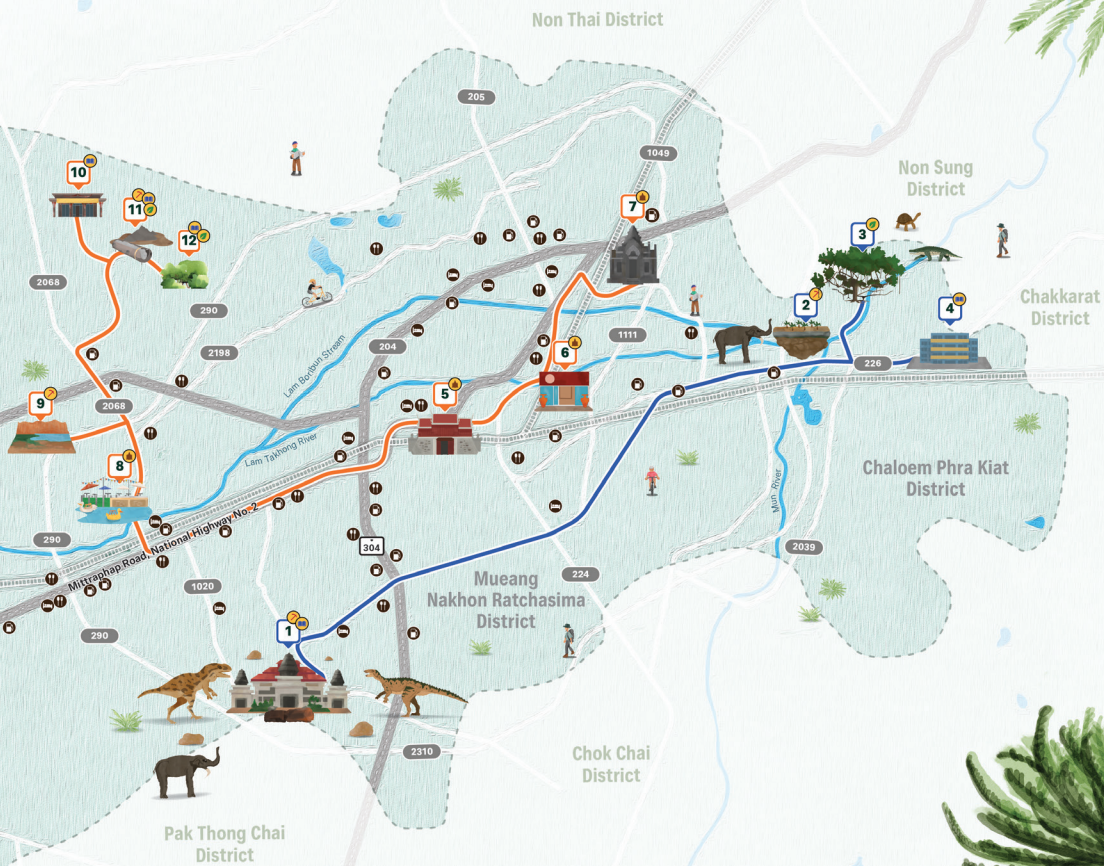 Non Thai District
205
1049
Non Sung
District
10
11
12
7
3
2068
290
2
4
Chakkarat
District
2198
204
1111
226
Lam Boribun Stream
6
5
9
2068
Lam Takhong River
8
Chaloem Phra Kiat
District
Mun River
Mittraphap Road, National Highway No. 2
290
304
2039
1020
224
Mueang
Nakhon Ratchasima
District
290
1
2310
Chok Chai
District
Pak Thong Chai
District